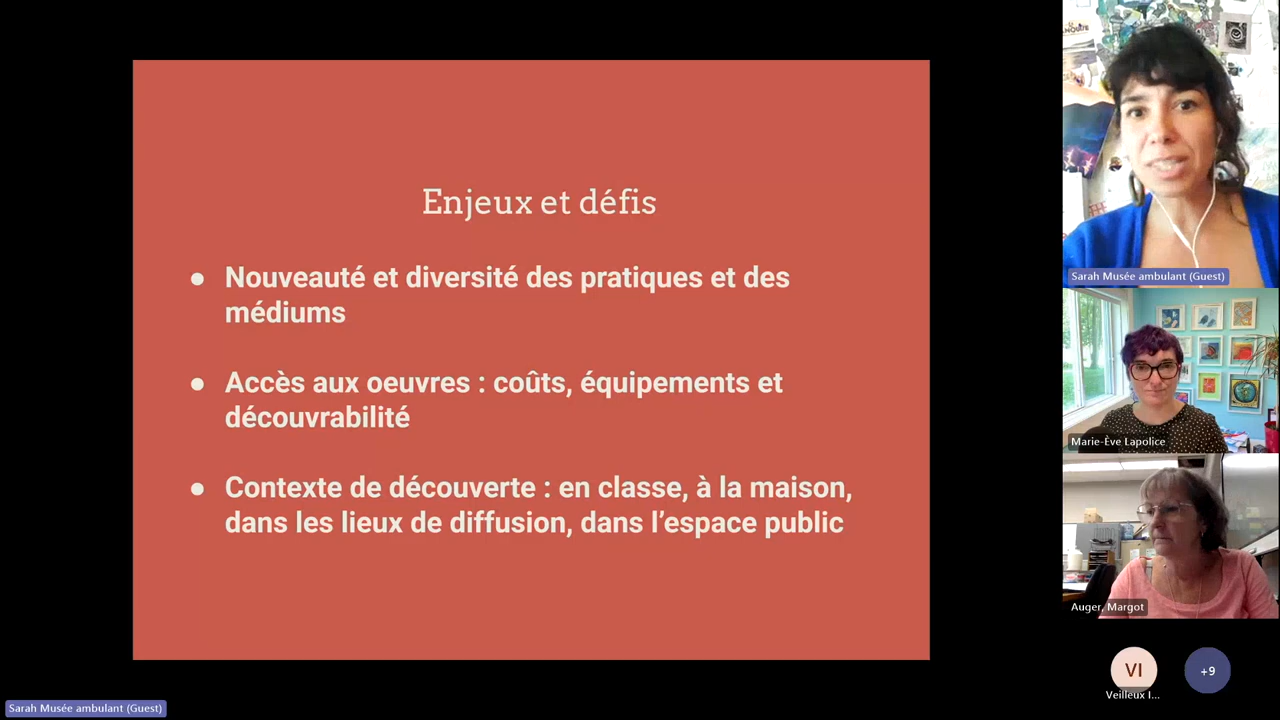 Enjeux et défis
● Nouveauté et diversité des pratiques et des
médiums
● Accès aux oeuvres : coûts, équipements et
découvrabilité
● Contexte de découverte : en classe, à la maison,
dans les lieux de diffusion, dans l’espace public
Sarah Musée ambulant (Guest)
Marie-Ève Lapolice
Auger, Margot
VI
+9
Veilleux I...
Sarah Musée ambulant (Guest)